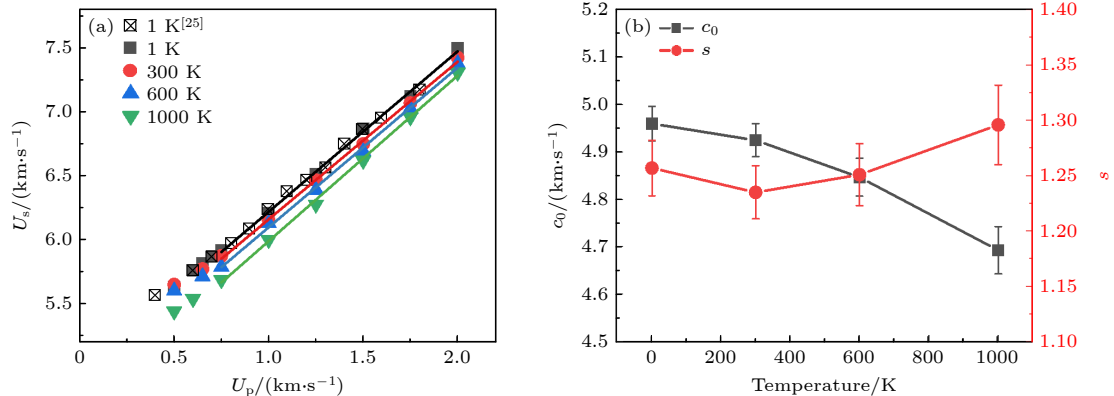 (a)
1 K[25]
1 K
300 K
600 K
1000 K
7.5
7.0
6.5
6.0
5.5
Us/(km·s−1)
0 0.5 1.0 1.5 2.0
Up/(km·s−1)
(b)
c0
s
5.2
5.1
5.0
4.9
4.8
4.7
4.6
4.5
c0/(km·s−1)
1.40
1.35
1.30
1.25
1.20
1.15
1.10
s
0 200 400 600 800 1000
Temperature/K